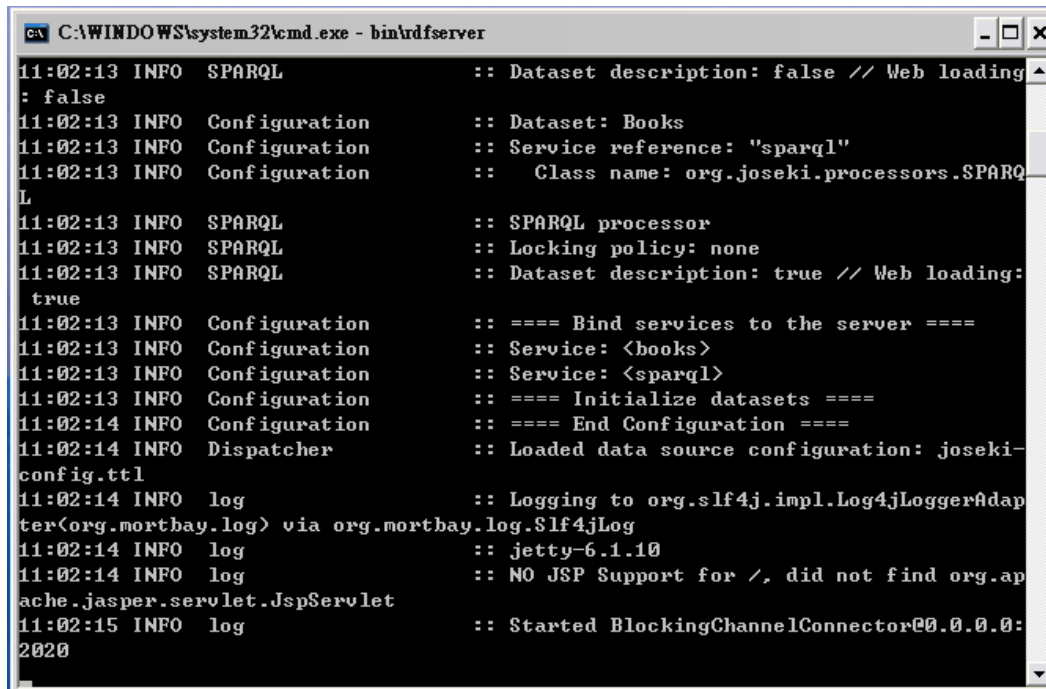 C:\WINDOWS\system32\cmd.exe - bin\rdfserver
11:02:13 INFO  SPARQL               :: Dataset description: false // Web loading
: false
11:02:13 INFO  Configuration        :: Dataset: Books
11:02:13 INFO  Configuration        :: Service reference: "sparql"
11:02:13 INFO  Configuration        ::   Class name: org.joseki.processors.SPARQ
L
11:02:13 INFO  SPARQL               :: SPARQL processor
11:02:13 INFO  SPARQL               :: Locking policy: none
11:02:13 INFO  SPARQL               :: Dataset description: true // Web loading:
 true
11:02:13 INFO  Configuration        :: ==== Bind services to the server ====
11:02:13 INFO  Configuration        :: Service: <books>
11:02:13 INFO  Configuration        :: Service: <sparql>
11:02:13 INFO  Configuration        :: ==== Initialize datasets ====
11:02:14 INFO  Configuration        :: ==== End Configuration ====
11:02:14 INFO  Dispatcher           :: Loaded data source configuration: joseki-
config.ttl
11:02:14 INFO  log                  :: Logging to org.slf4j.impl.Log4jLoggerAdap
ter(org.mortbay.log) via org.mortbay.log.Slf4jLog
11:02:14 INFO  log                  :: jetty-6.1.10
11:02:14 INFO  log                  :: NO JSP Support for /, did not find org.ap
ache.jasper.servlet.JspServlet
11:02:15 INFO  log                  :: Started BlockingChannelConnector@0.0.0.0:
2020